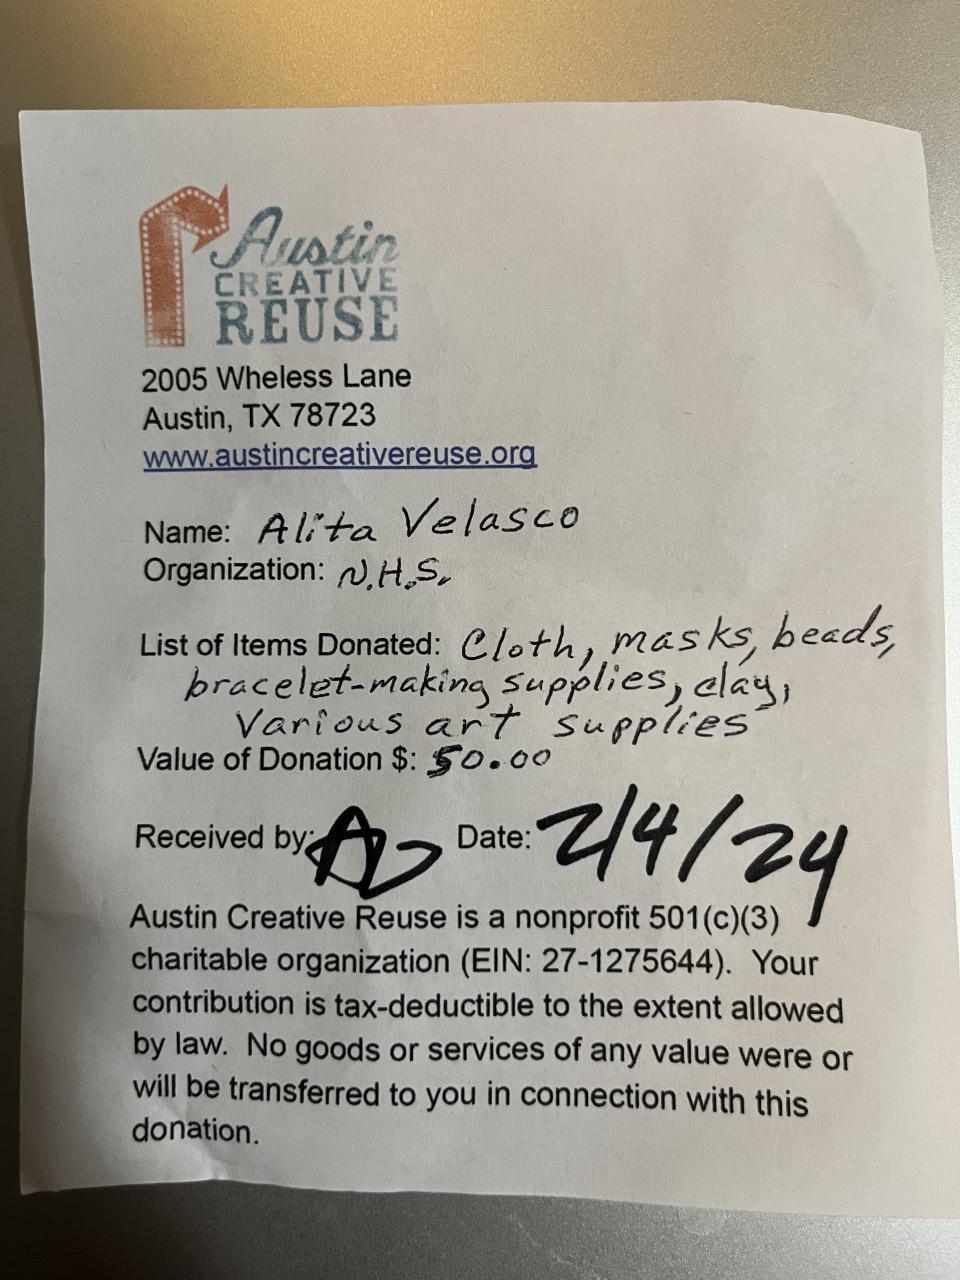 Austin
CREATIVE
REUSE
2005 Wheless Lane
Austin, TX 78723
www.austincreativereuse.org
Name: Alita Velasco
Organization: N.H.S.
List of Items Donated: Cloth, masks, beads,
bracelet-making supplies, clay,
various art supplies
Value of Donation $: 50.00
Received by: Date: 2/4/24
Austin Creative Reuse is a nonprofit 501(c)(3)
charitable organization (EIN: 27-1275644). Your
contribution is tax-deductible to the extent allowed
by law. No goods or services of any value were or
will be transferred to you in connection with this
donation.